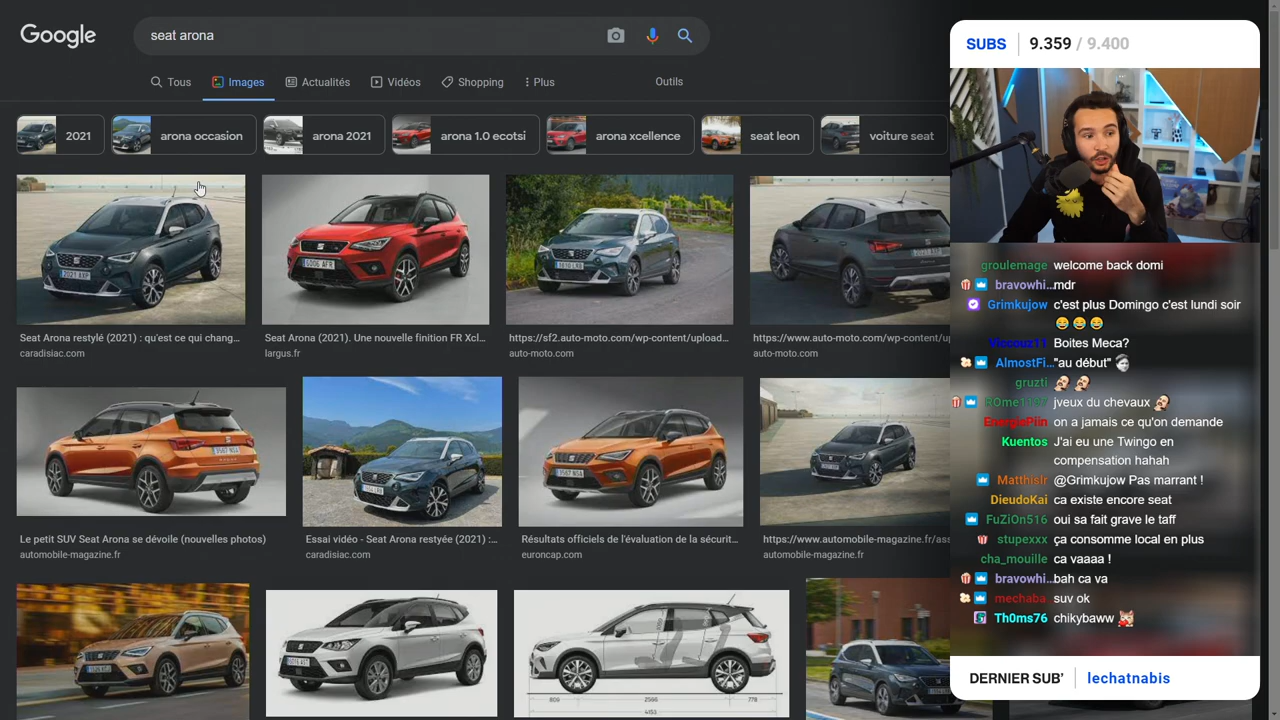 Google
seat arona
Tous
Images
Actualités
Vidéos
Shopping
Plus
Outils
2021
arona occasion
arona 2021
arona 1.0 ecotsi
arona xcellence
seat leon
voiture seat
Seat Arona restylé (2021) : qu'est ce qui chang...
caradisiac.com
Seat Arona (2021). Une nouvelle finition FR Xcl...
largus.fr
https://sf2.auto-moto.com/wp-content/upload...
auto-moto.com
https://www.auto-moto.com/wp-content/up
auto-moto.com
Le petit SUV Seat Arona se dévoile (nouvelles photos)
automobile-magazine.fr
Essai vidéo - Seat Arona restyée (2021) :...
caradisiac.com
Résultats officiels de l'évaluation de la sécurit...
euroncap.com
https://www.automobile-magazine.fr/ass
automobile-magazine.fr
SUBS 9.359 / 9.400
groulemage welcome back domi
bravowhi... mdr
Grimkujow c'est plus Domingo c'est lundi soir
Viccouz11 Boites Meca?
AlmostFi... "au début"
gruzti
jveux du chevaux
EnergiePiin on a jamais ce qu'on demande
Kuentos J'ai eu une Twingo en
compensation hahah
Matthislr @Grimkujow Pas marrant !
DieudoKai ca existe encore seat
FuZiOn516 oui sa fait grave le taff
stupexxx ça consomme local en plus
cha_mouille ca vaaaa !
bravowhi... bah ca va
mechaba_ suv ok
Th0ms76 chikybaww
DERNIER SUB' lechatnabis